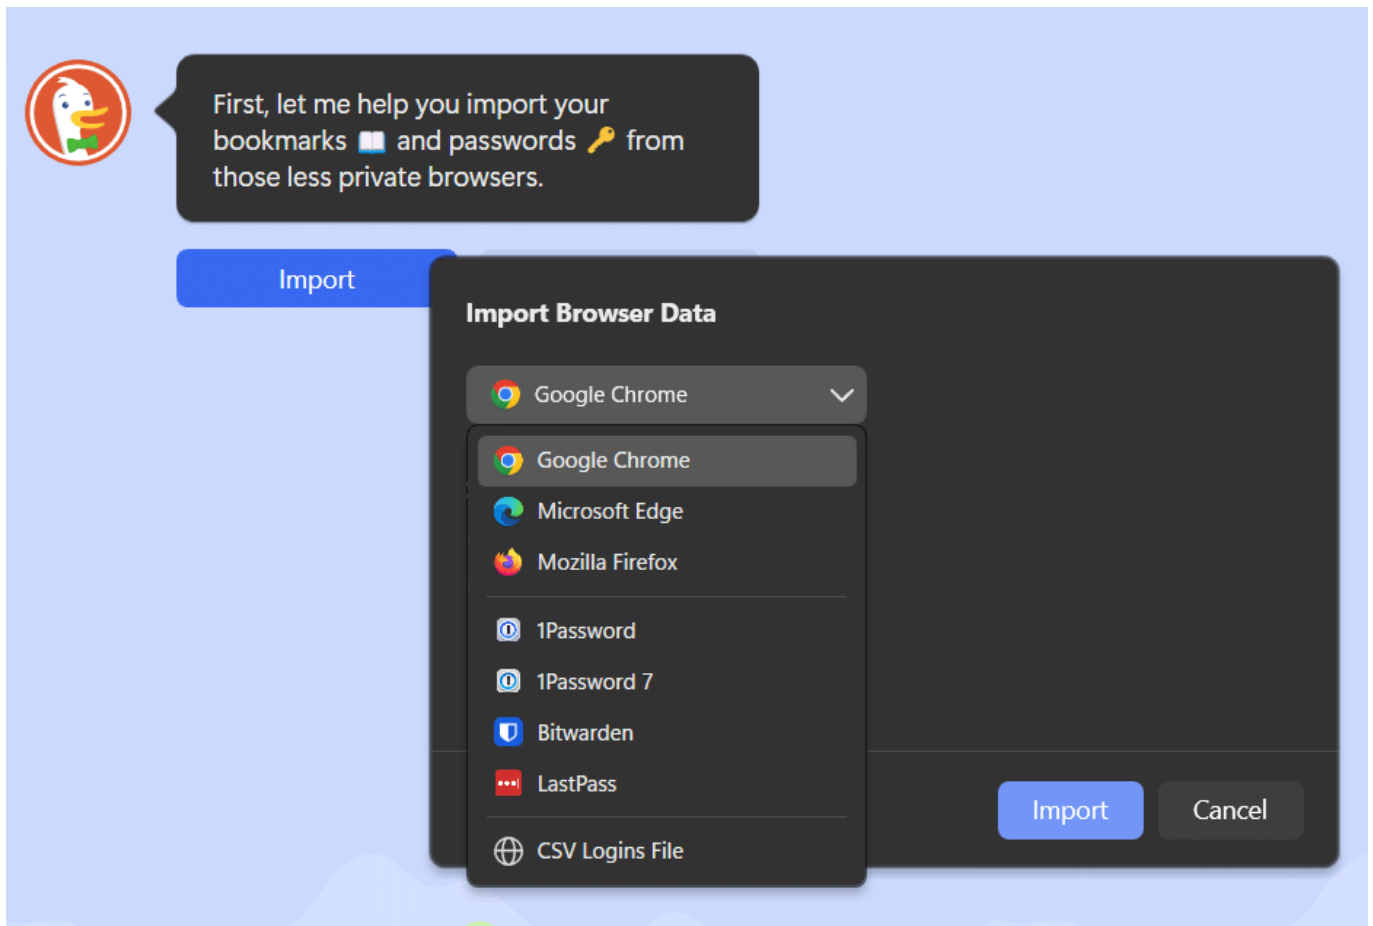 First, let me help you import your
bookmarks 📖 and passwords 🔑 from
those less private browsers.
Import
Import Browser Data
Google Chrome
Google Chrome
Microsoft Edge
Mozilla Firefox
1Password
1Password 7
Bitwarden
LastPass
CSV Logins File
Import
Cancel